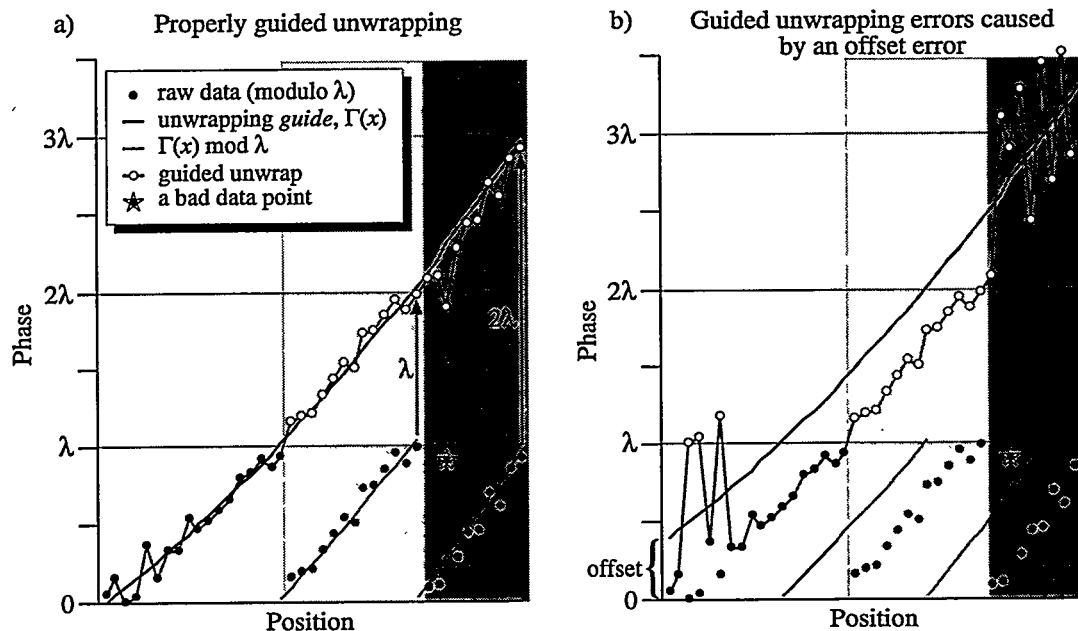 a) Properly guided unwrapping
raw data (modulo λ)
unwrapping guide, Γ(x)
Γ(x) mod λ
guided unwrap
a bad data point
3λ
2λ
λ
0
Phase
Position
λ
2λ
b) Guided unwrapping errors caused
by an offset error
3λ
2λ
λ
0
offset
Phase
Position